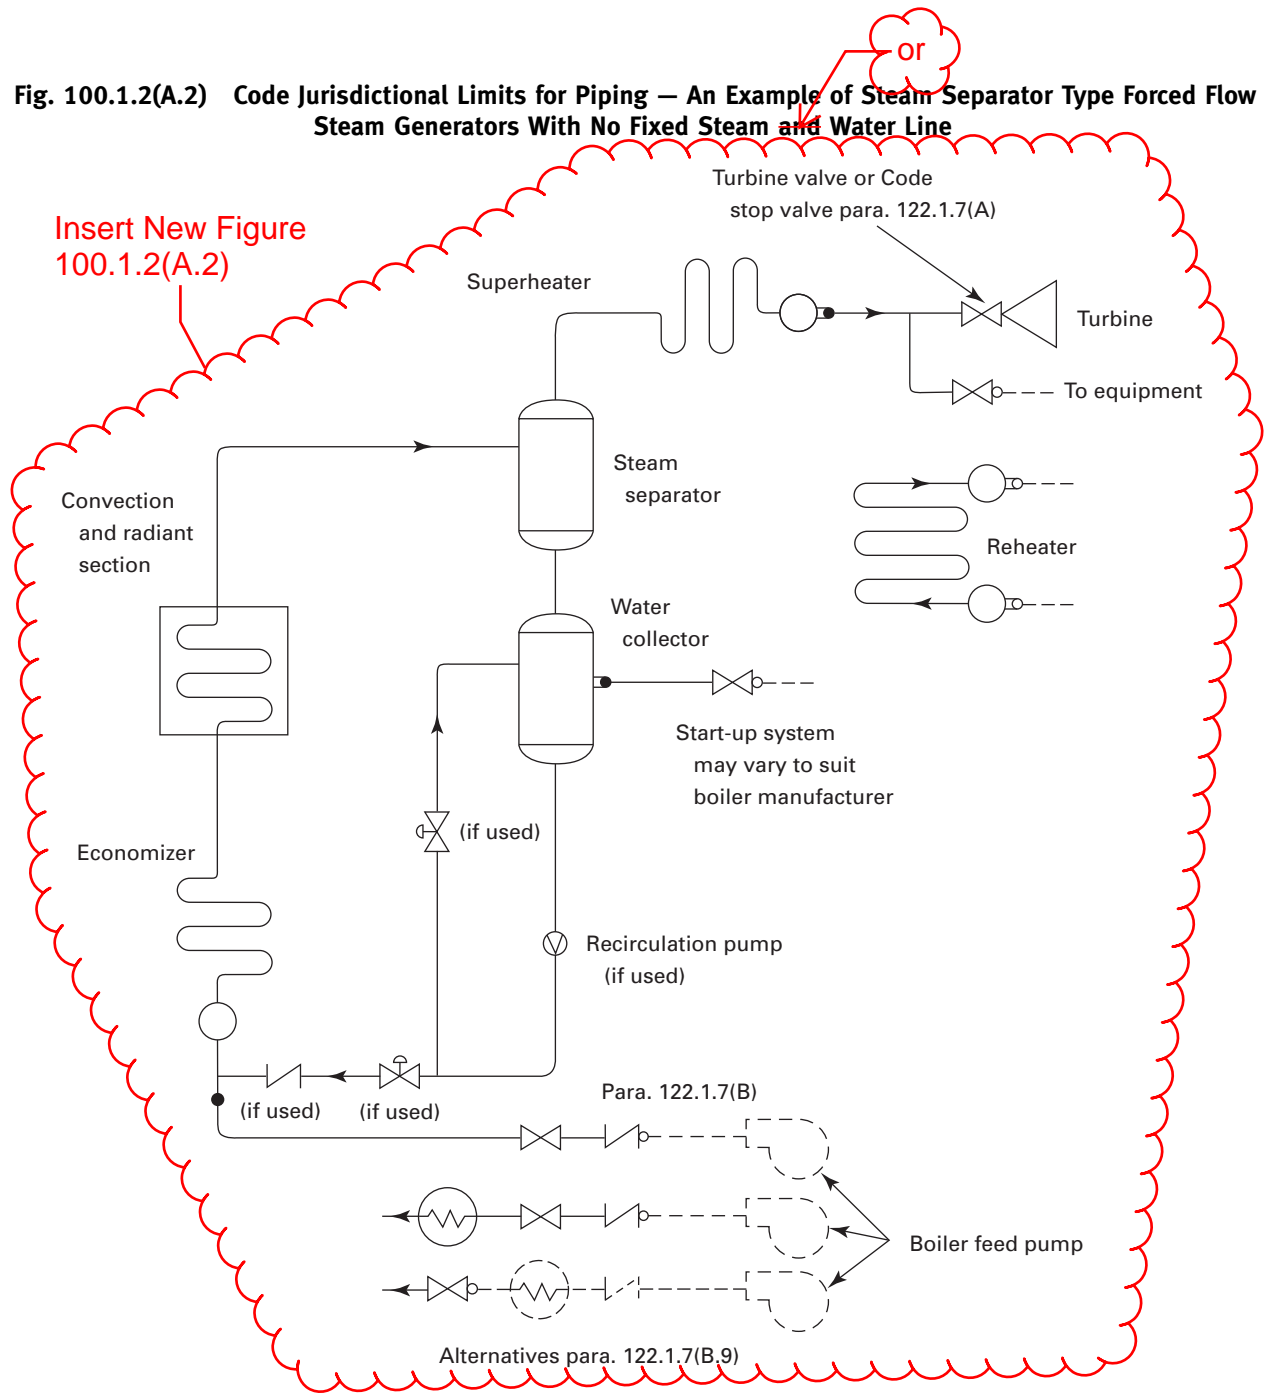 or
Fig. 100.1.2(A.2) Code Jurisdictional Limits for Piping — An Example of Steam Separator Type Forced Flow
Steam Generators With No Fixed Steam and Water Line
Turbine valve or Code
stop valve para. 122.1.7(A)
Insert New Figure
100.1.2(A.2)
Superheater
Turbine
To equipment
Steam
separator
Convection
and radiant
section
Reheater
Water
collector
Start-up system
may vary to suit
boiler manufacturer
(if used)
Economizer
Recirculation pump
(if used)
Para. 122.1.7(B)
(if used)
(if used)
Boiler feed pump
Alternatives para. 122.1.7(B.9)